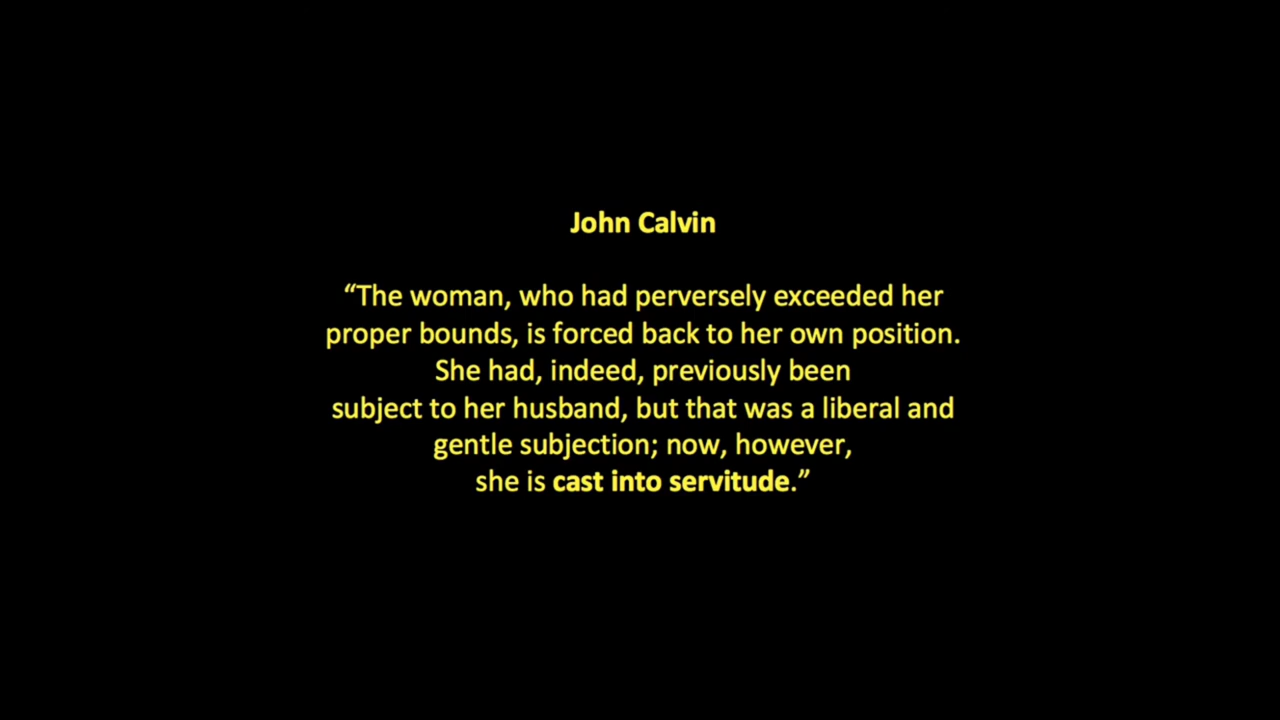 John Calvin
“The woman, who had perversely exceeded her
proper bounds, is forced back to her own position.
She had, indeed, previously been
subject to her husband, but that was a liberal and
gentle subjection; now, however,
she is cast into servitude.”